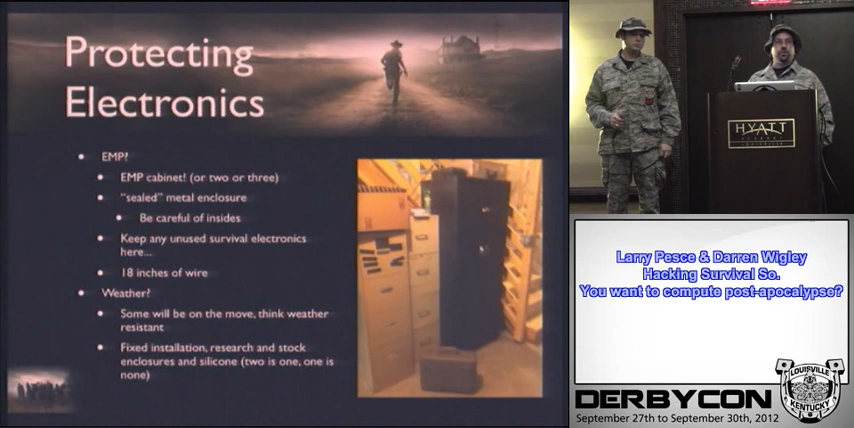 Protecting
Electronics
• EMP?
• EMP cabinet! (or two or three)
• "sealed" metal enclosure
• Be careful of insides
• Keep any unused survival electronics
here...
• 18 inches of wire
• Weather?
• Some will be on the move, think weather
resistant
• Fixed installation, research and stock
enclosures and silicone (two is one, one is
none)
HYATT
Larry Pesce & Darren Wigley
Hacking Survival So.
You want to compute post-apocalypse?
DERBYCON
September 27th to September 30th, 2012
LOUISVILLE
KENTUCKY